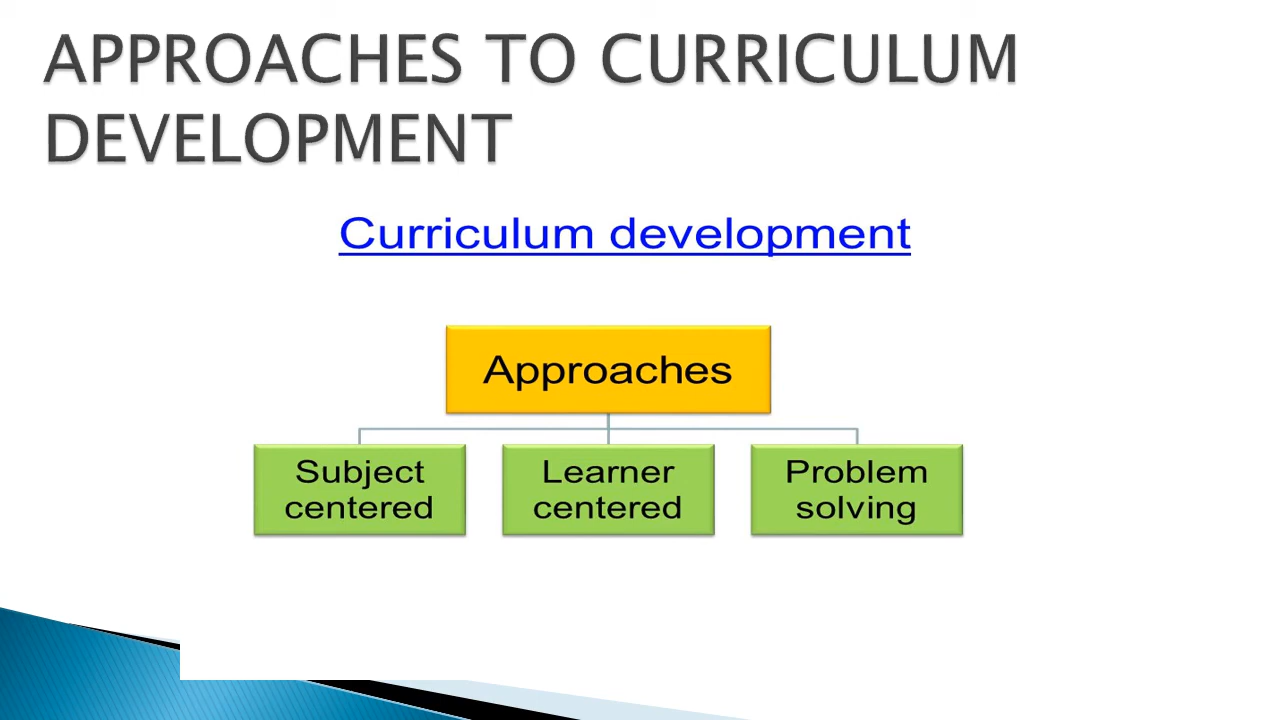 APPROACHES TO CURRICULUM
DEVELOPMENT
Curriculum development
Approaches
Subject
centered
Learner
centered
Problem
solving